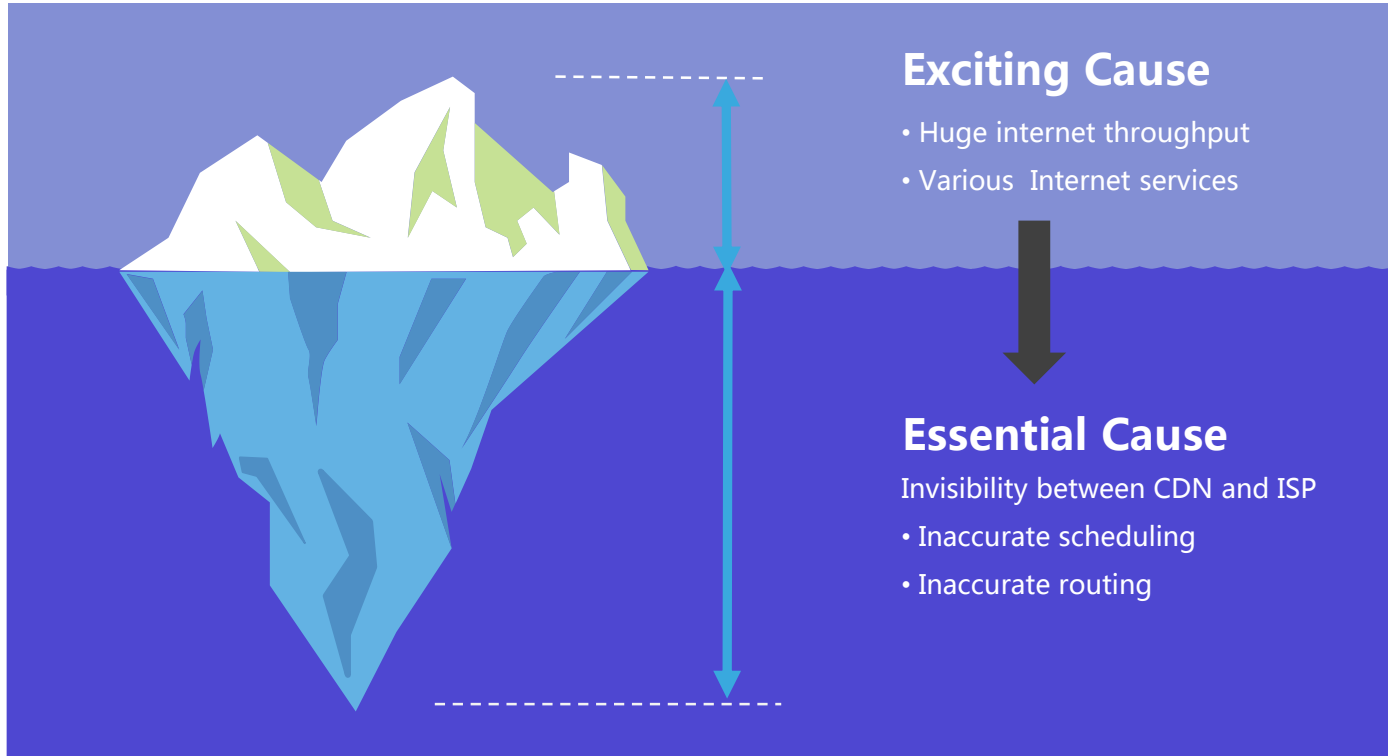 Exciting Cause
• Huge internet throughput
• Various  Internet services
Essential Cause
Invisibility between CDN and ISP
• Inaccurate scheduling
• Inaccurate routing